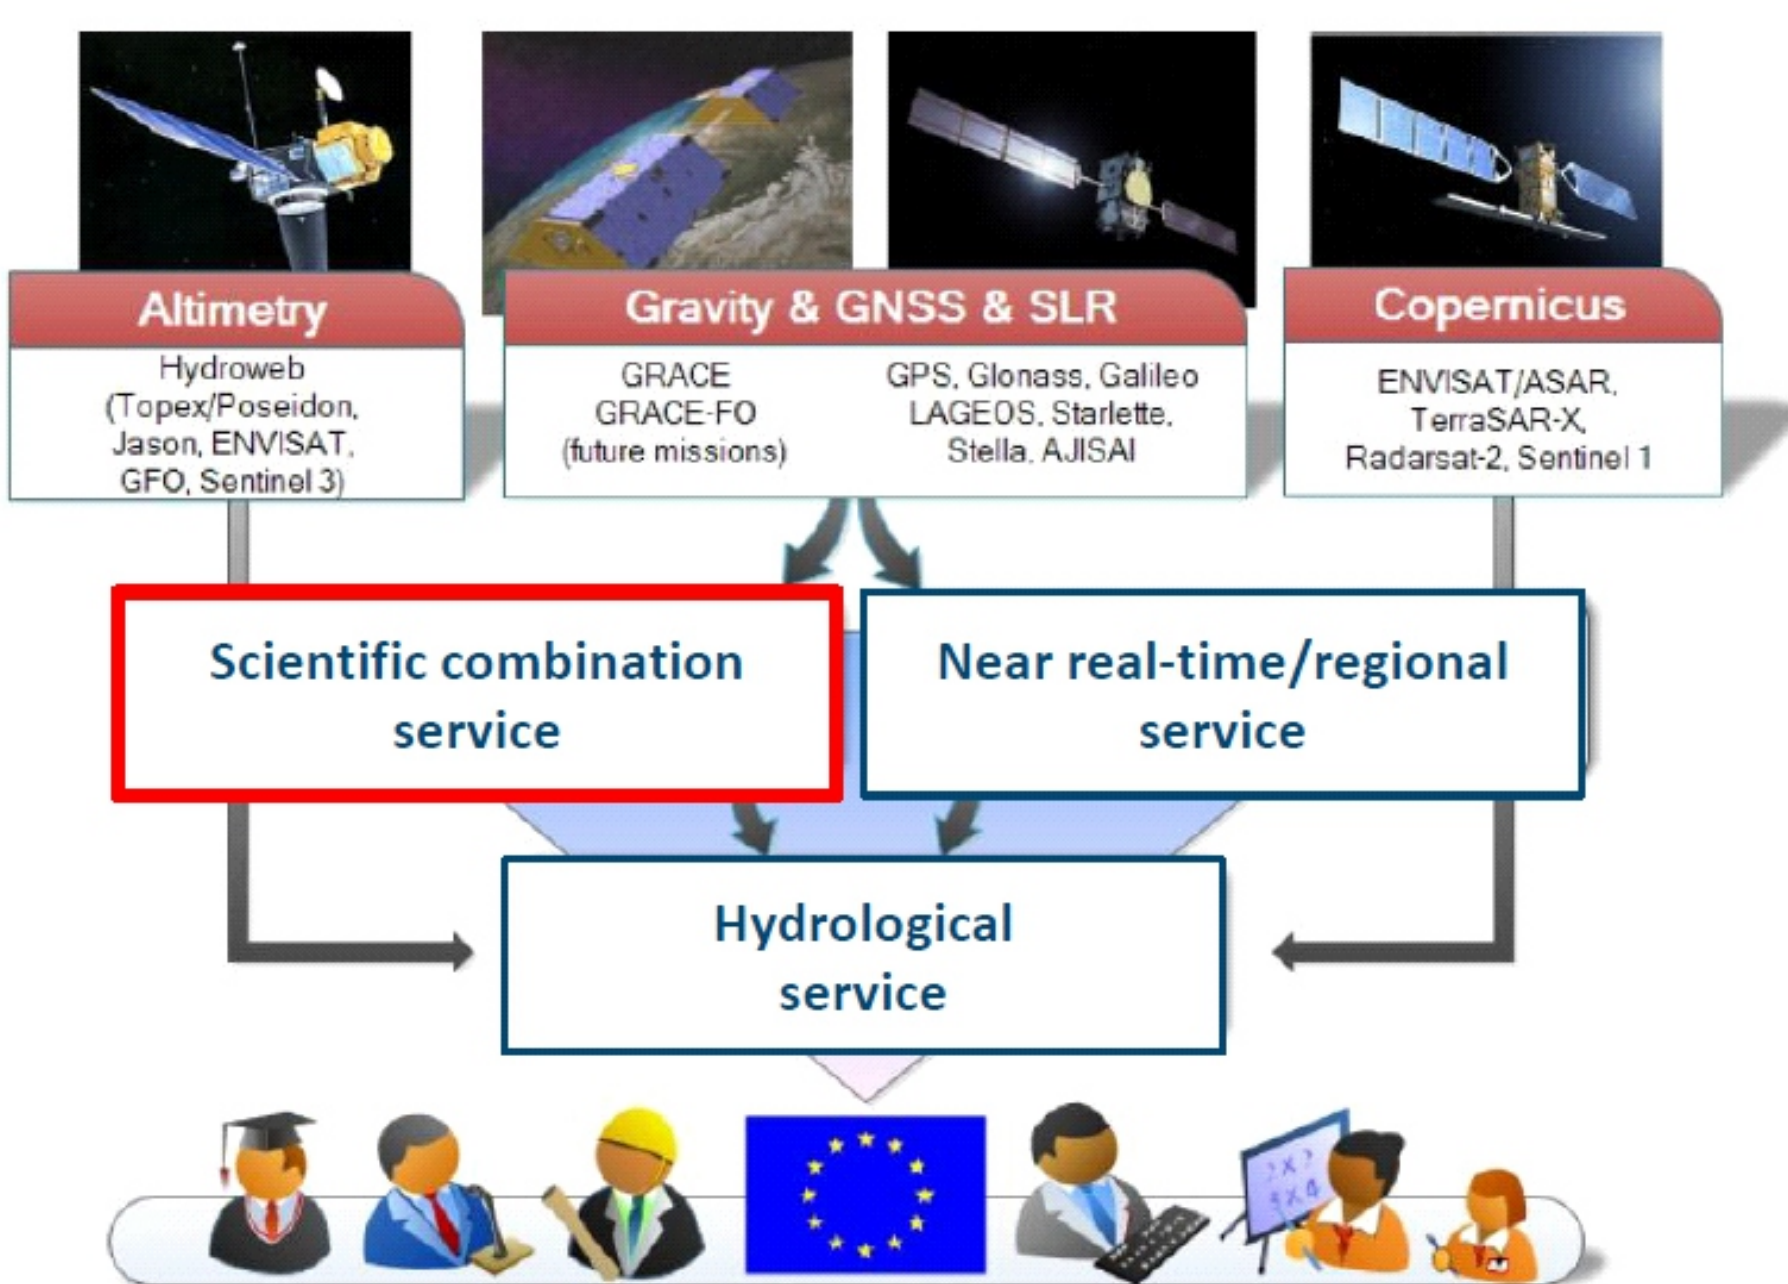 Altimetry
Hydroweb
(Topex/Poseidon,
Jason, ENVISAT,
GFO, Sentinel 3)
Gravity & GNSS & SLR
GRACE
GRACE-FO
(future missions)
GPS, Glonass, Galileo
LAGEOS, Starlette,
Stella, AJISAI
Copernicus
ENVISAT/ASAR,
TerraSAR-X,
Radarsat-2, Sentinel 1
Scientific combination
service
Near real-time/regional
service
Hydrological
service